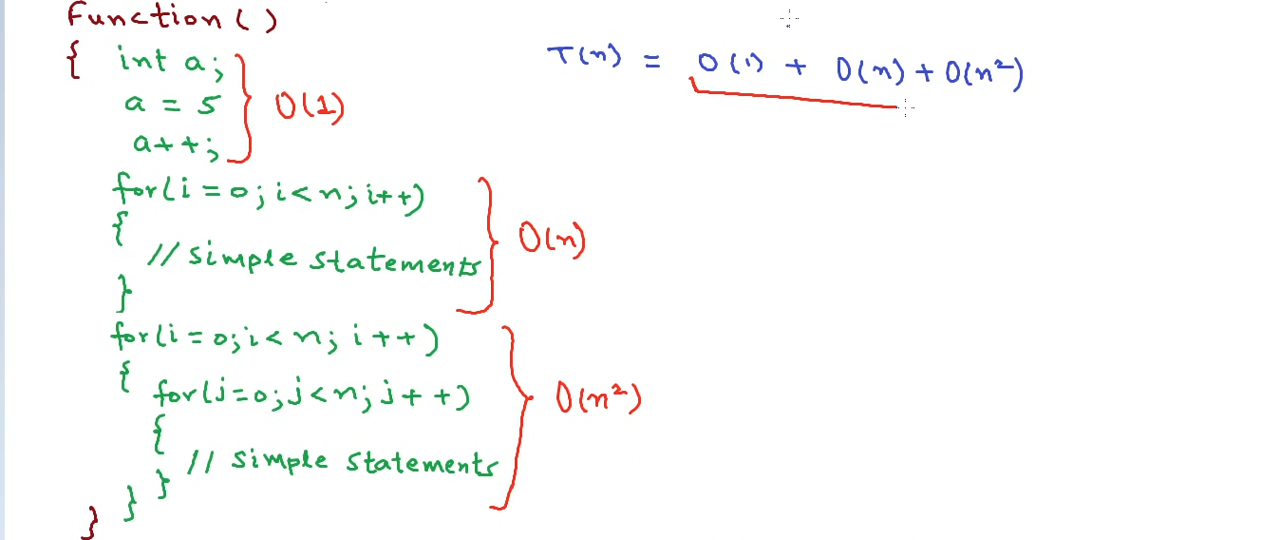 Function()
{ int a;
a = 5
a++;
O(1)
for(i=0;i<n;i++)
{
// simple statements
}
O(n)
for(i=0;i<n;i++)
{
for(j=0;j<n;j++)
{
// simple statements
}
}
}
O(n²)
T(n) = O(1) + O(n) + O(n²)